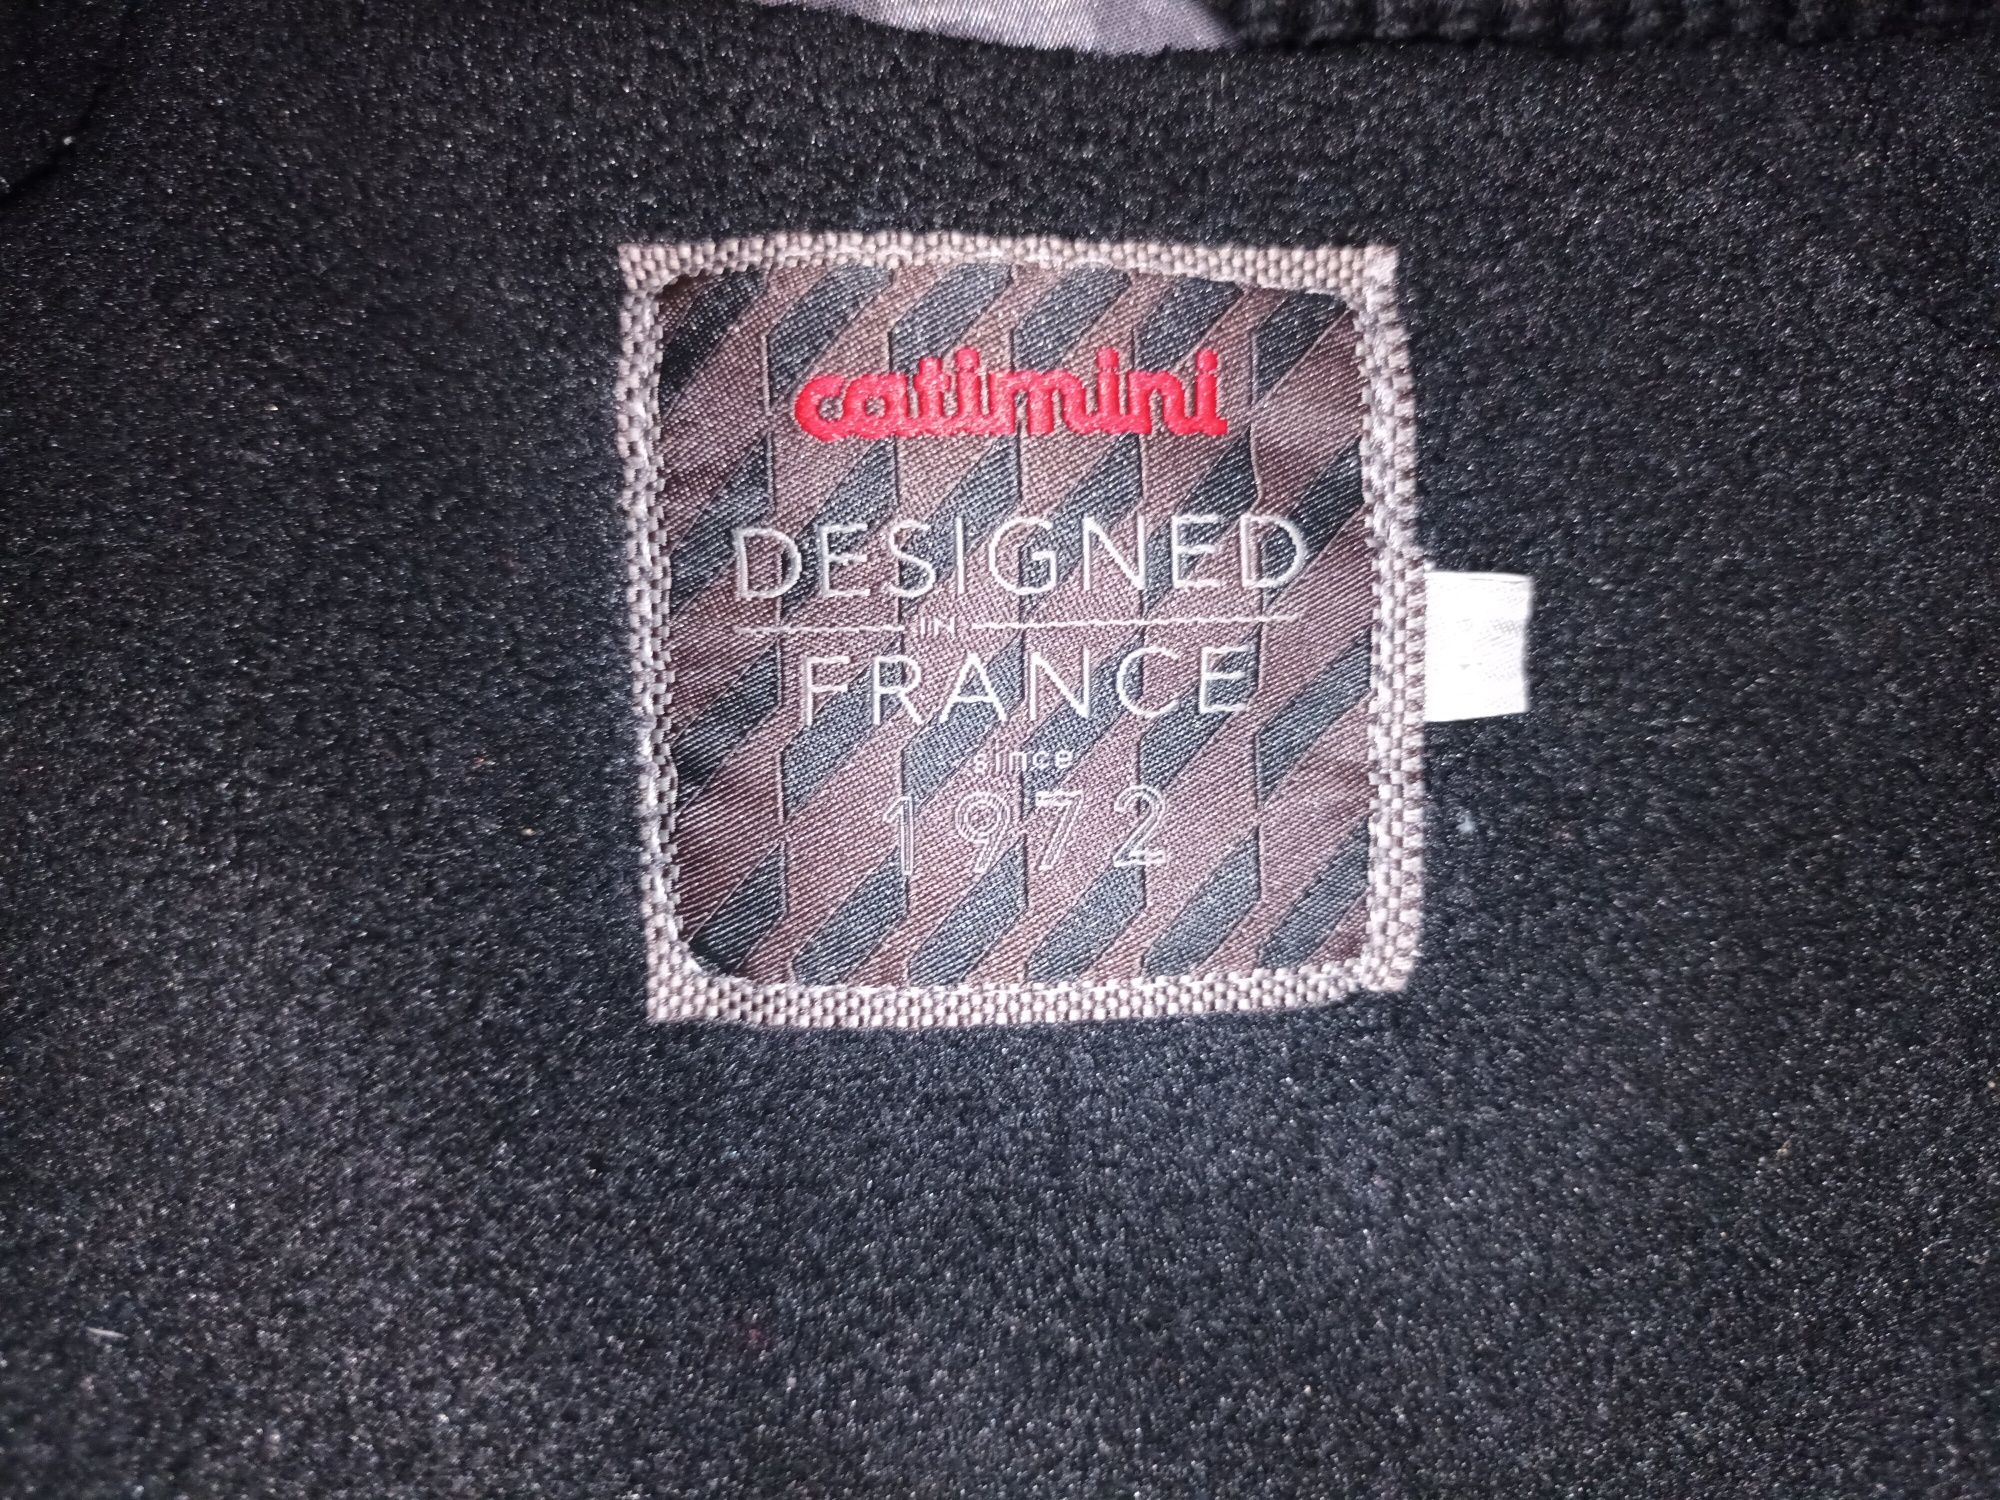 catimini
DESIGNED
IN
FRANCE
since
1972